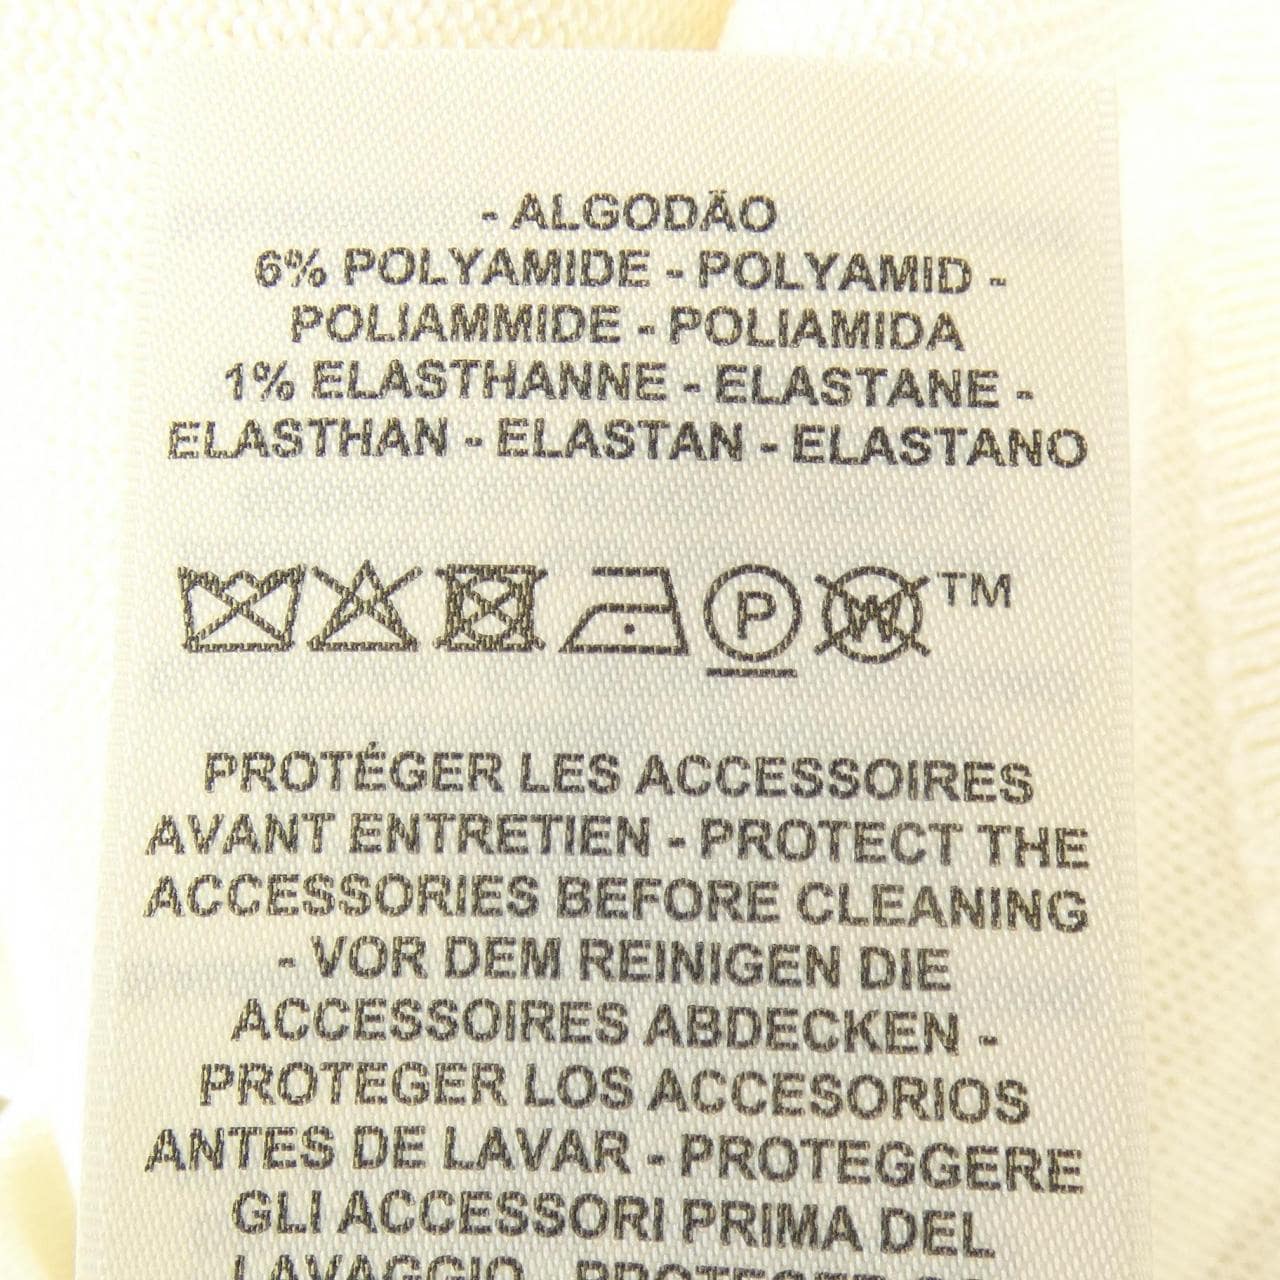 - ALGODÃO
6% POLYAMIDE - POLYAMID -
POLIAMMIDE - POLIAMIDA
1% ELASTHANNE - ELASTANE -
ELASTHAN - ELASTAN - ELASTANO
P W TM
PROTÉGER LES ACCESSOIRES
AVANT ENTRETIEN - PROTECT THE
ACCESSORIES BEFORE CLEANING
- VOR DEM REINIGEN DIE
ACCESSOIRES ABDECKEN -
PROTEGER LOS ACCESORIOS
ANTES DE LAVAR - PROTEGGERE
GLI ACCESSORI PRIMA DEL
LAVAGGIO - PROTEGER